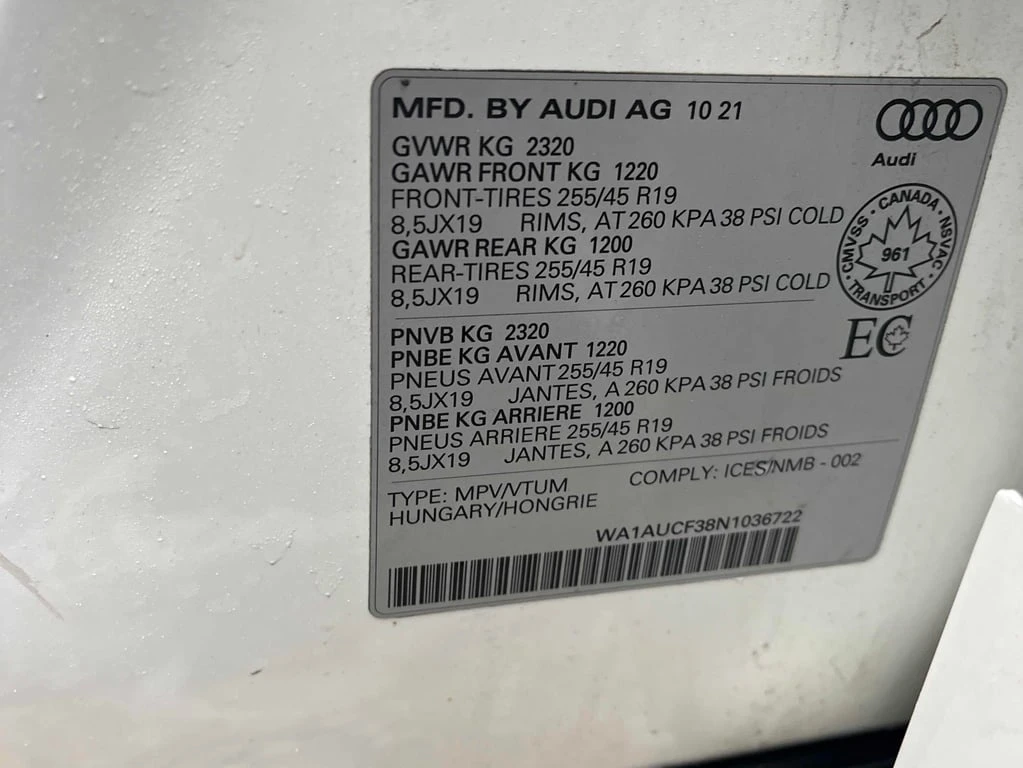 MFD. BY AUDI AG 10 21
Audi
GVWR KG 2320
GAWR FRONT KG 1220
FRONT-TIRES 255/45 R19
8,5JX19 RIMS, AT 260 KPA 38 PSI COLD
GAWR REAR KG 1200
REAR-TIRES 255/45 R19
8,5JX19 RIMS, AT 260 KPA 38 PSI COLD
CMVSS · CANADA · NSVAC · TRANSPORT ·
961
EC
PNVB KG 2320
PNBE KG AVANT 1220
PNEUS AVANT 255/45 R19
8,5JX19 JANTES, A 260 KPA 38 PSI FROIDS
PNBE KG ARRIERE 1200
PNEUS ARRIERE 255/45 R19
8,5JX19 JANTES, A 260 KPA 38 PSI FROIDS
TYPE: MPV/VTUM COMPLY: ICES/NMB - 002
HUNGARY/HONGRIE
WA1AUCF38N1036722